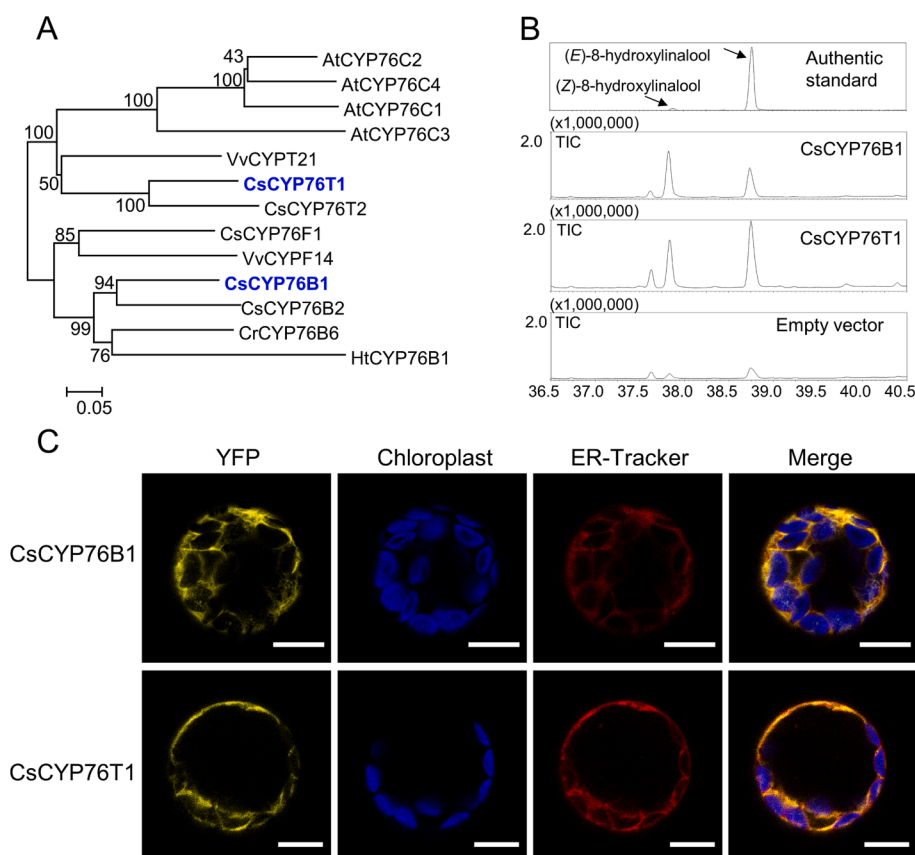 A
43
AtCYP76C2
100
AtCYP76C4
100
AtCYP76C1
AtCYP76C3
100
VvCYPT21
50
CsCYP76T1
100
CsCYP76T2
CsCYP76F1
85
VvCYPF14
94
CsCYP76B1
CsCYP76B2
99
CrCYP76B6
76
HtCYP76B1
0.05
B
(E)-8-hydroxylinalool
(Z)-8-hydroxylinalool
Authentic
standard
(x1,000,000)
2.0
TIC
CsCYP76B1
(x1,000,000)
2.0
TIC
CsCYP76T1
(x1,000,000)
2.0
TIC
Empty vector
36.5 37.0 37.5 38.0 38.5 39.0 39.5 40.0 40.5
C
YFP Chloroplast ER-Tracker Merge
CsCYP76B1
CsCYP76T1